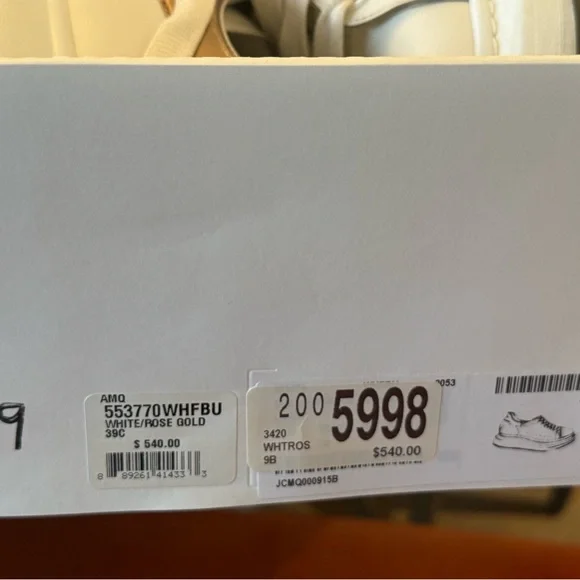 9
AMQ
553770WHFBU
WHITE/ROSE GOLD
39C
$ 540.00
8 89261 41433 3
0053
200 5998
3420
WHTROS
9B
$540.00
JCMQ000915B